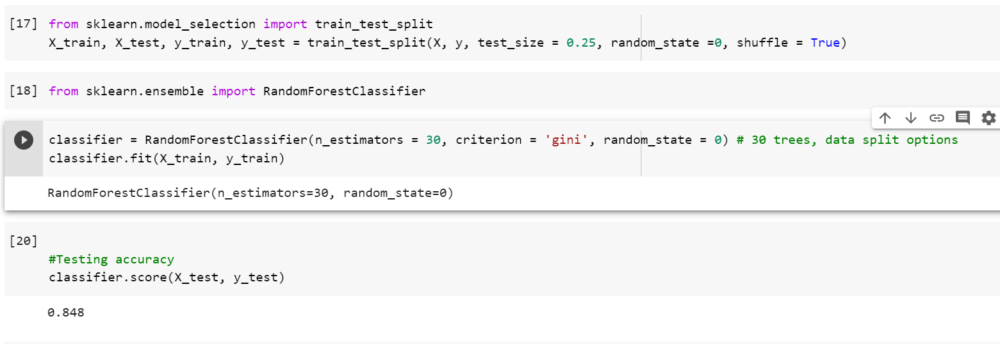 [17] from sklearn.model_selection import train_test_split
X_train, X_test, y_train, y_test = train_test_split(X, y, test_size = 0.25, random_state =0, shuffle = True)
[18] from sklearn.ensemble import RandomForestClassifier
classifier = RandomForestClassifier(n_estimators = 30, criterion = 'gini', random_state = 0) # 30 trees, data split options
classifier.fit(X_train, y_train)
RandomForestClassifier(n_estimators=30, random_state=0)
[20]
#Testing accuracy
classifier.score(X_test, y_test)
0.848